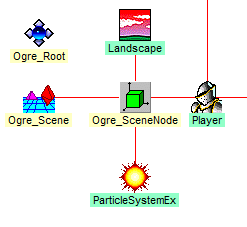 Landscape
Ogre_Root
Ogre_Scene
Ogre_SceneNode
Player
ParticleSystemEx